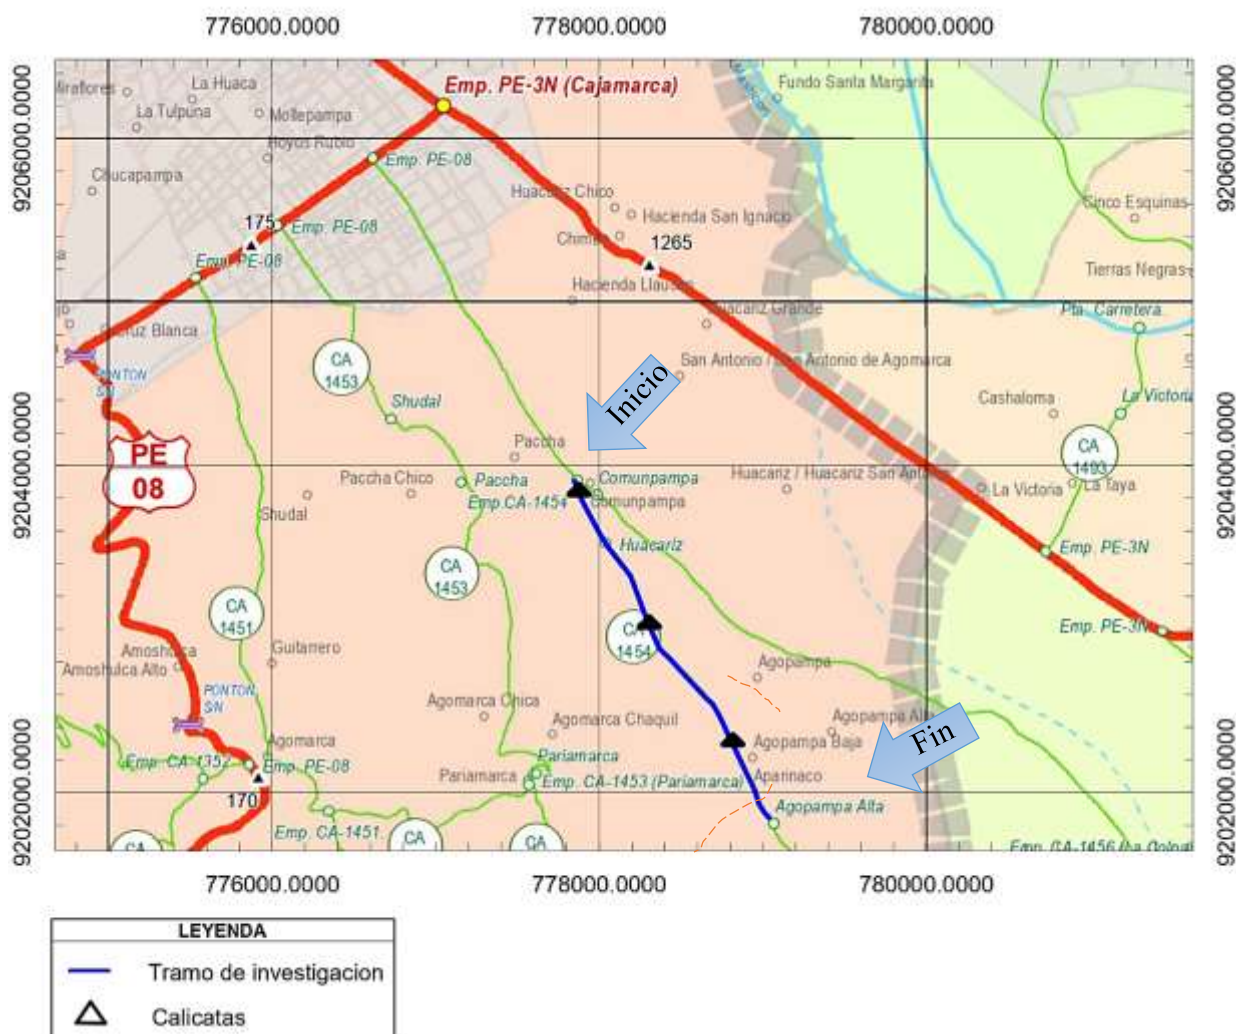 776000.0000
778000.0000
780000.0000
9206000.0000
9204000.0000
9202000.0000
9206000.0000
9204000.0000
9202000.0000
Emp. PE-3N (Cajamarca)
La Huaca
La Tulpuna
Mollepampa
Hoyos Rubio
Chucapampa
Emp. PE-08
175
Emp. PE-08
Emp. PE-08
Fundo Santa Margarita
Huacariz Chico
Hacienda San Ignacio
Cinco Esquinas
1265
Tierras Negras
Hacienda Llausen
Huacariz Grande
Pta. Carretera
Cruz Blanca
PONTON
S/N
CA
1453
San Antonio / San Antonio de Agomarca
Inicio
Shudal
Cashaloma
La Victoria
CA
1493
PE
08
Paccha
Paccha Chico
Paccha
Emp.CA-1454
Comunpampa
Comunpampa
Huacariz / Huacariz San Anto
La Victoria
La Taya
Shudal
Huacariz
Emp. PE-3N
CA
1453
CA
1451
CA
1454
Emp. PE-3N
Amoshulca
Amoshulca Alto
Guitarrero
Agopampa
PONTON
S/N
Agomarca Chica
Agomarca Chaquil
Agopampa Alta
Fin
Agomarca
Agopampa Baja
Emp. CA-1352
Emp. PE-08
Pariamarca
Pariamarca
Emp. CA-1453 (Pariamarca)
Aparinaco
170
Agopampa Alta
Emp. CA-1451
CA
CA
CA
776000.0000
778000.0000
780000.0000
LEYENDA
Tramo de investigacion
Calicatas